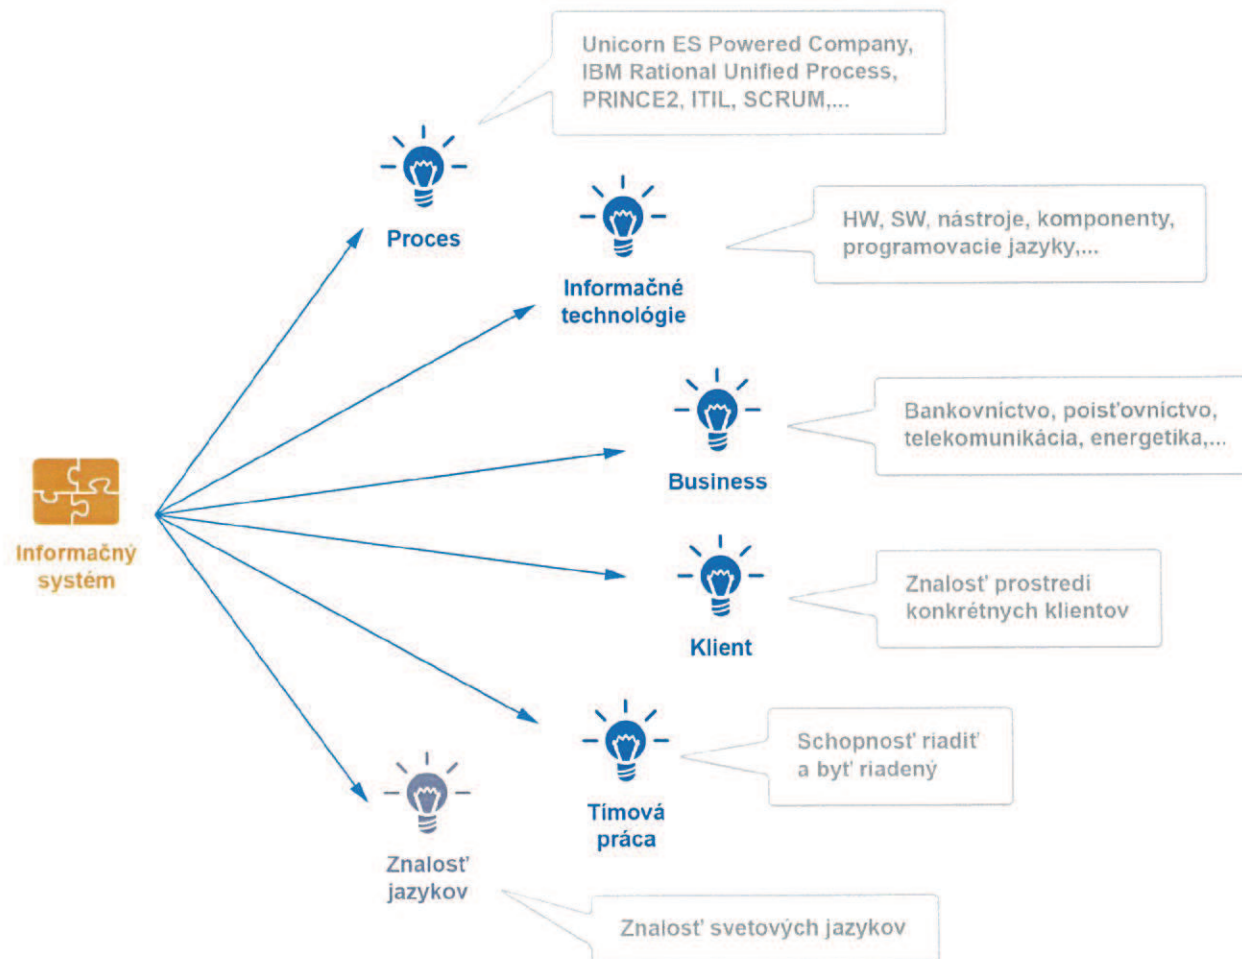 Unicorn ES Powered Company,
IBM Rational Unified Process,
PRINCE2, ITIL, SCRUM,...
Proces
HW, SW, nástroje, komponenty,
programovacie jazyky,...
Informačné
technológie
Bankovníctvo, poisťovníctvo,
telekomunikácia, energetika,...
Business
Informačný
systém
Znalosť prostredi
konkrétnych klientov
Klient
Schopnosť riadiť
a byť riadený
Tímová
práca
Znalosť
jazykov
Znalosť svetových jazykov